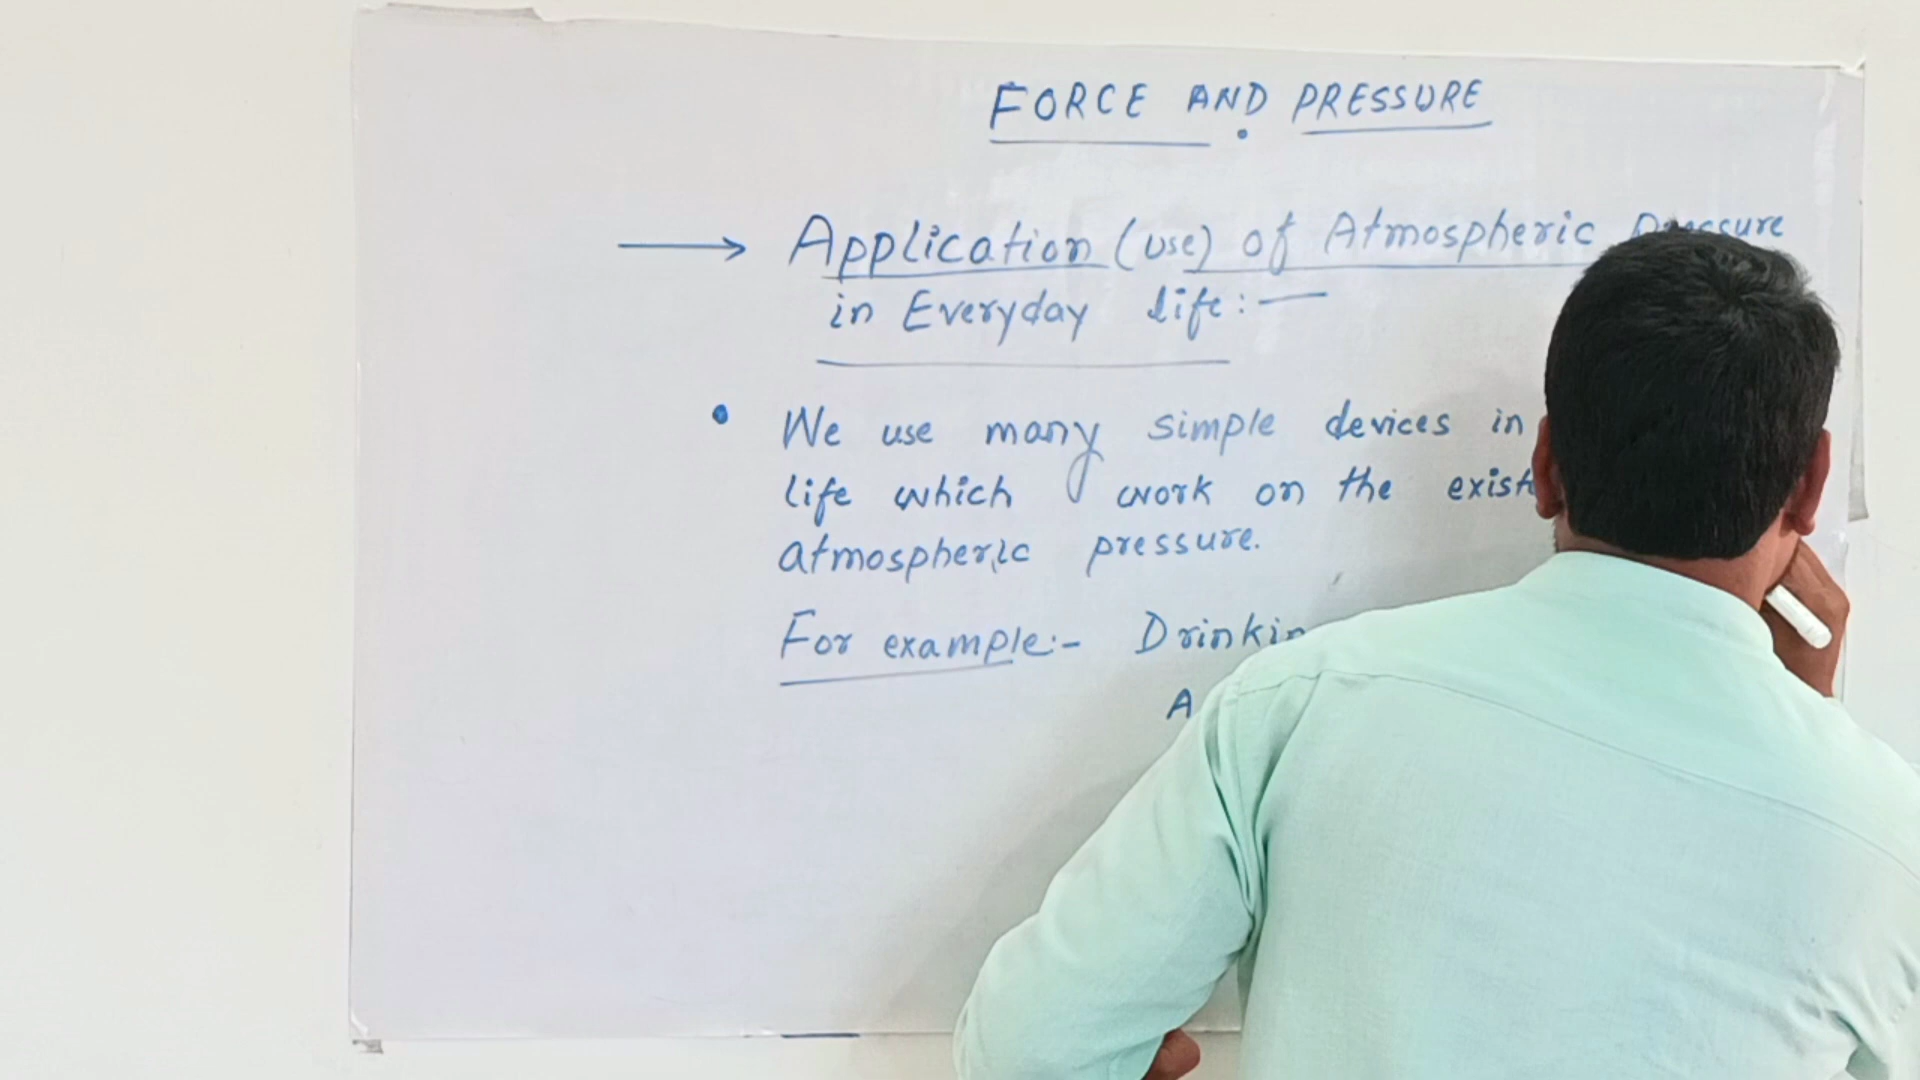 FORCE AND PRESSURE
→ Application (use) of Atmospheric Pressure
in Everyday life:—
• We use many simple devices in
life which work on the
atmospheric pressure.
For example:-
A